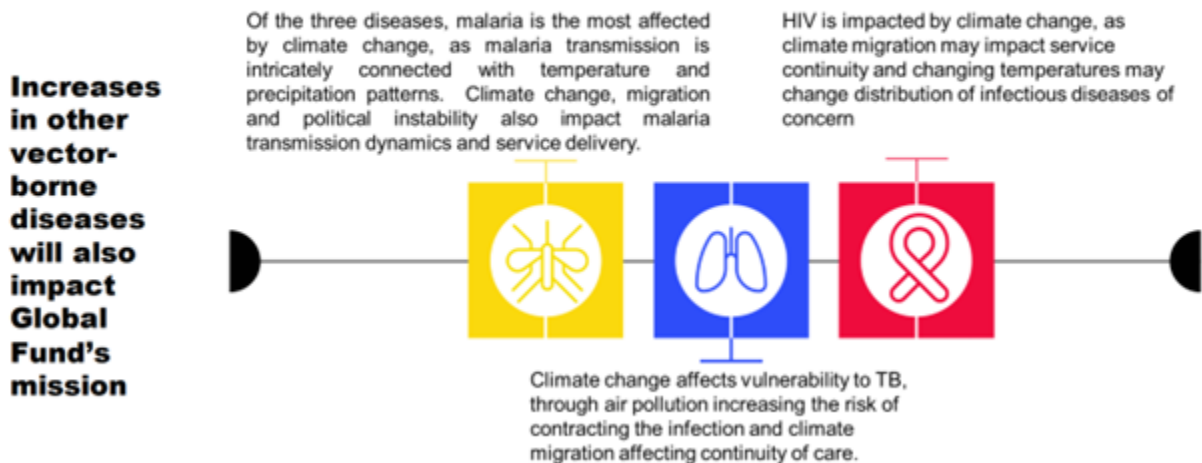 Increases
in other
vector-
borne
diseases
will also
impact
Global
Fund's
mission
Of the three diseases, malaria is the most affected
by climate change, as malaria transmission is
intricately connected with temperature and
precipitation patterns. Climate change, migration
and political instability also impact malaria
transmission dynamics and service delivery.
HIV is impacted by climate change, as
climate migration may impact service
continuity and changing temperatures may
change distribution of infectious diseases of
concern
Climate change affects vulnerability to TB,
through air pollution increasing the risk of
contracting the infection and climate
migration affecting continuity of care.